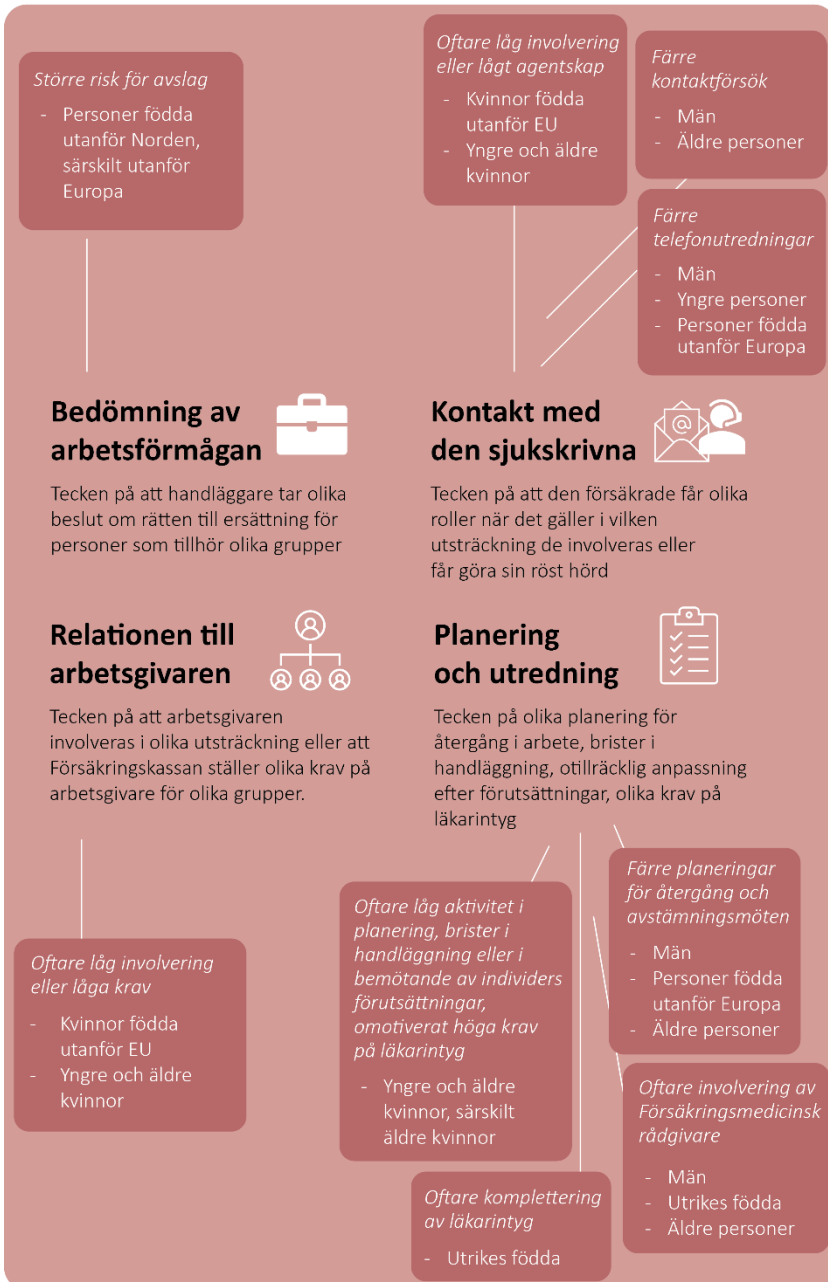 Större risk för avslag
- Personer födda
utanför Norden,
särskilt utanför
Europa
Oftare låg involvering
eller lågt agentskap
- Kvinnor födda
utanför EU
- Yngre och äldre
kvinnor
Färre
kontaktförsök
- Män
- Äldre personer
Färre
telefonutredningar
- Män
- Yngre personer
- Personer födda
utanför Europa
Bedömning av
arbetsförmågan
Tecken på att handläggare tar olika
beslut om rätten till ersättning för
personer som tillhör olika grupper
Kontakt med
den sjukskrivna
@
Tecken på att den försäkrade får olika
roller när det gäller i vilken
utsträckning de involveras eller
får göra sin röst hörd
Relationen till
arbetsgivaren
Tecken på att arbetsgivaren
involveras i olika utsträckning eller att
Försäkringskassan ställer olika krav på
arbetsgivare för olika grupper.
Planering
och utredning
Tecken på olika planering för
återgång i arbete, brister i
handläggning, otillräcklig anpassning
efter förutsättningar, olika krav på
läkarintyg
Oftare låg involvering
eller låga krav
- Kvinnor födda
utanför EU
- Yngre och äldre
kvinnor
Oftare låg aktivitet i
planering, brister i
handläggning eller i
bemötande av individers
förutsättningar,
omotiverat höga krav
på läkarintyg
- Yngre och äldre
kvinnor, särskilt
äldre kvinnor
Färre planeringar
för återgång och
avstämningsmöten
- Män
- Personer födda
utanför Europa
- Äldre personer
Oftare involvering av
Försäkringsmedicinsk
rådgivare
- Män
- Utrikes födda
- Äldre personer
Oftare komplettering
av läkarintyg
- Utrikes födda